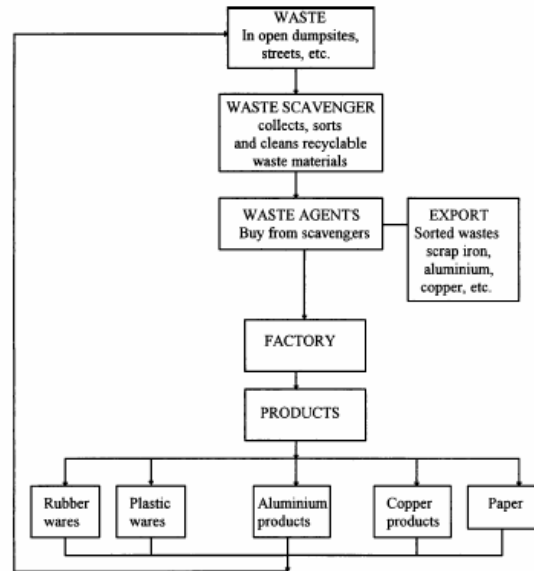 WASTE
In open dumpsites,
streets, etc.
WASTE SCAVENGER
collects, sorts
and cleans recyclable
waste materials
WASTE AGENTS
Buy from scavengers
EXPORT
Sorted wastes
scrap iron,
aluminium,
copper, etc.
FACTORY
PRODUCTS
Rubber
wares
Plastic
wares
Aluminium
products
Copper
products
Paper